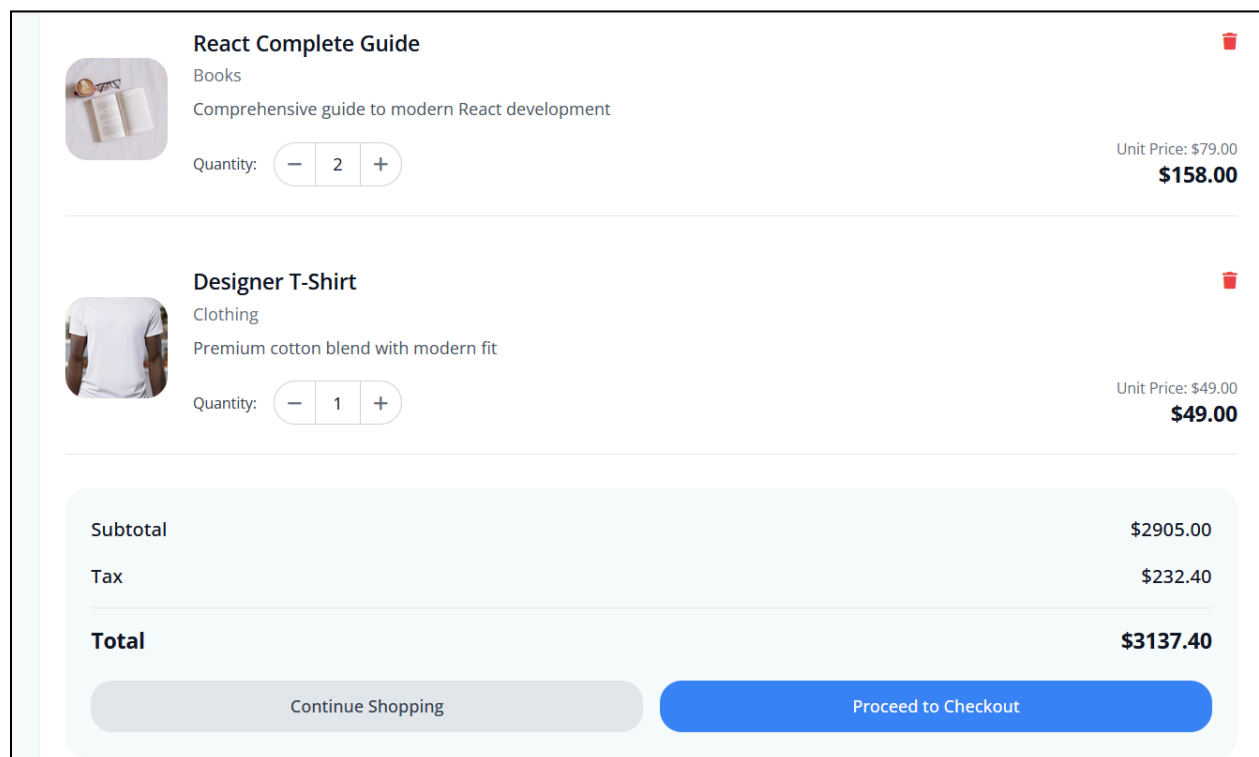 React Complete Guide
Books
Comprehensive guide to modern React development
Quantity: − 2 +
Unit Price: $79.00
$158.00
Designer T-Shirt
Clothing
Premium cotton blend with modern fit
Quantity: − 1 +
Unit Price: $49.00
$49.00
Subtotal $2905.00
Tax $232.40
Total $3137.40
Continue Shopping Proceed to Checkout